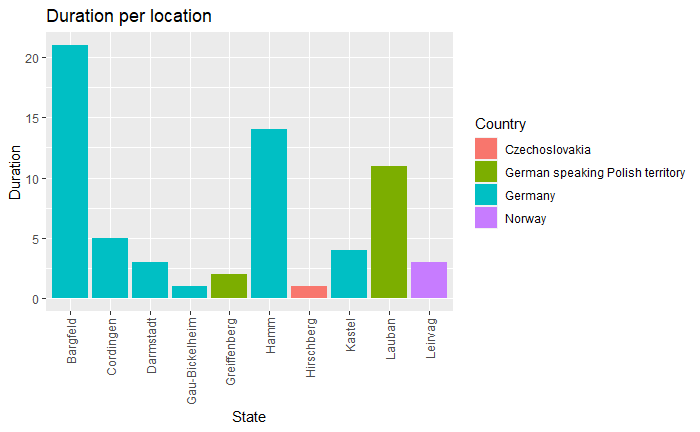 Duration per location
20
15
10
5
0
Duration
Bargfeld
Cordingen
Darmstadt
Gau-Bickelheim
Greiffenberg
Hamm
Hirschberg
Kastel
Lauban
Leirvag
State
Country
Czechoslovakia
German speaking Polish territory
Germany
Norway